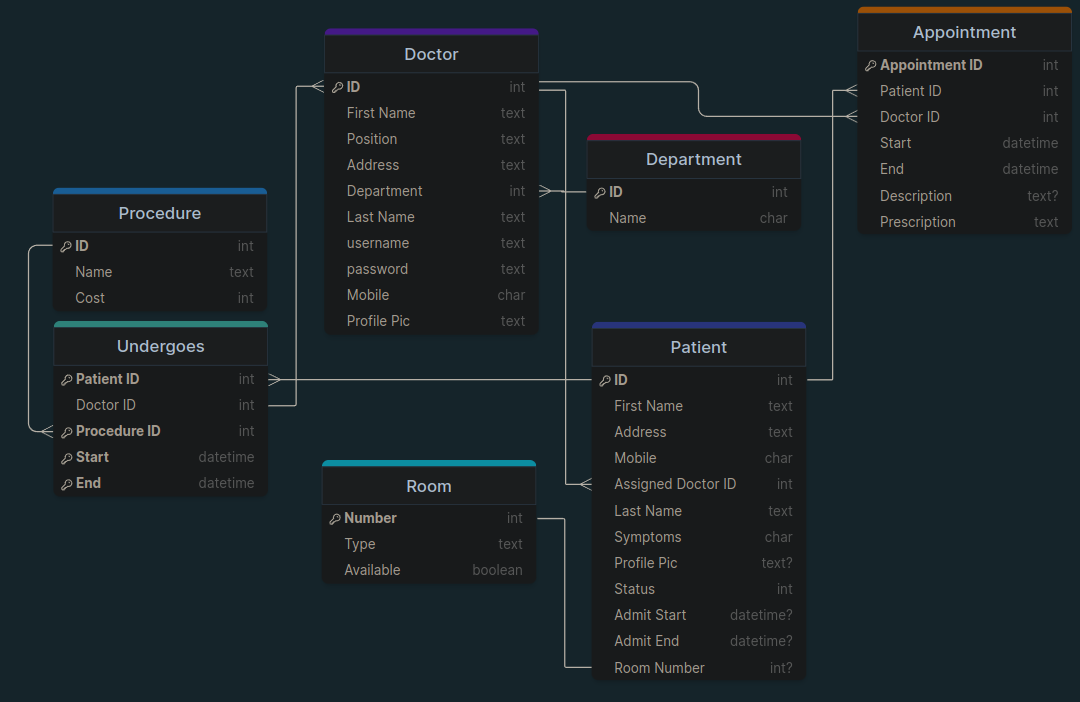 Doctor
ID int
First Name text
Position text
Address text
Department int
Last Name text
username text
password text
Mobile char
Profile Pic text
Appointment
Appointment ID int
Patient ID int
Doctor ID int
Start datetime
End datetime
Description text?
Prescription text
Department
ID int
Name char
Procedure
ID int
Name text
Cost int
Undergoes
Patient ID int
Doctor ID int
Procedure ID int
Start datetime
End datetime
Patient
ID int
First Name text
Address text
Mobile char
Assigned Doctor ID int
Last Name text
Symptoms char
Profile Pic text?
Status int
Admit Start datetime?
Admit End datetime?
Room Number int?
Room
Number int
Type text
Available boolean